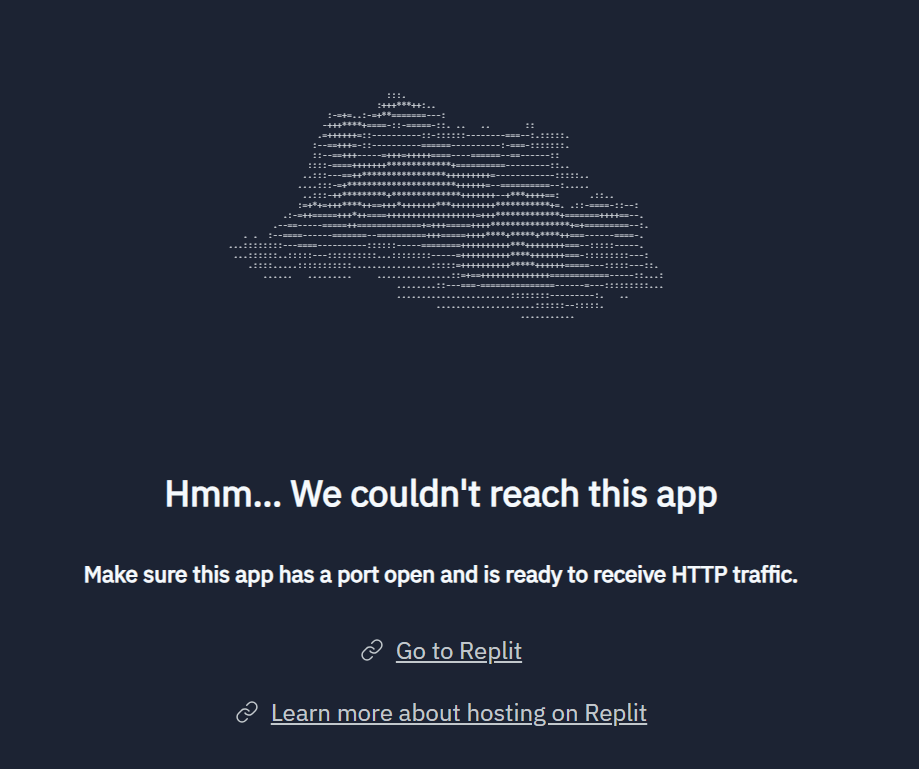 Hmm... We couldn't reach this app
Make sure this app has a port open and is ready to receive HTTP traffic.
Go to Replit
Learn more about hosting on Replit